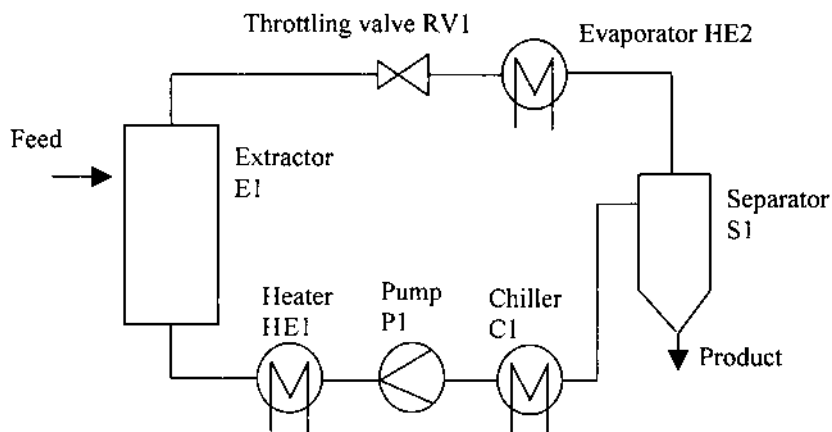 Throttling valve RV1
Evaporator HE2
Feed
Extractor
E1
Separator
S1
Heater
HE1
Pump
P1
Chiller
C1
Product